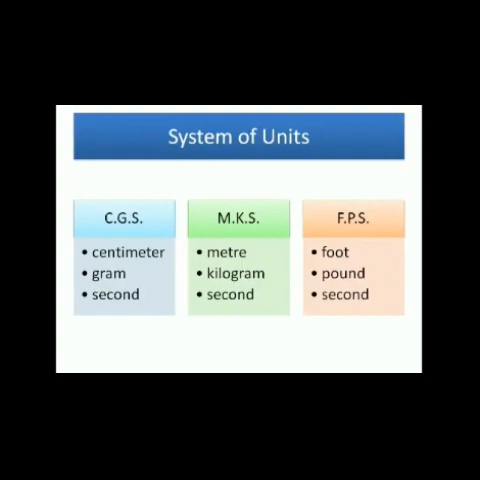 System of Units
C.G.S.
• centimeter
• gram
• second
M.K.S.
• metre
• kilogram
• second
F.P.S.
• foot
• pound
• second